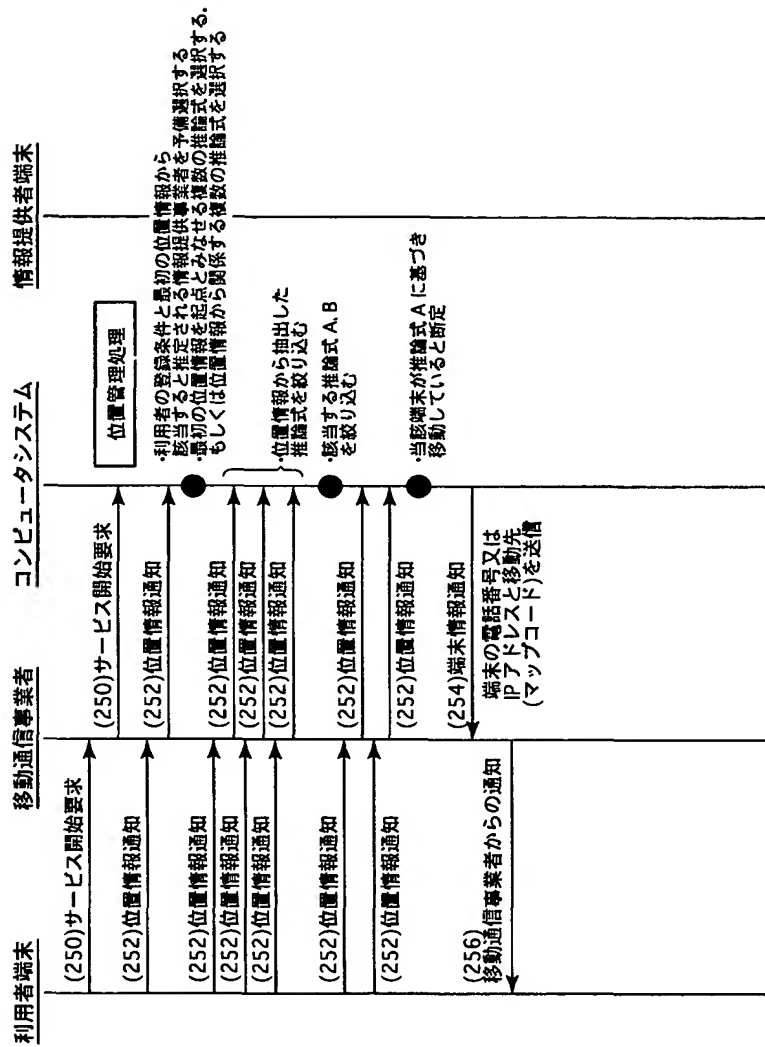 利用者端末
移動通信事業者
コンピュータシステム
情報提供者端末
位置管理処理
(250)サービス開始要求
(250)サービス開始要求
(252)位置情報通知
(252)位置情報通知
・利用者の登録条件と最初の位置情報から
該当すると推定される情報提供事業者を予備選択する
・最初の位置情報を起点とみなせる複数の推論式を選択する.
もしくは位置情報から関係する複数の推論式を選択する
(252)位置情報通知
(252)位置情報通知
(252)位置情報通知
(252)位置情報通知
(252)位置情報通知
(252)位置情報通知
・位置情報から抽出した
推論式を絞り込む
・該当する推論式 A, B
を絞り込む
(252)位置情報通知
(252)位置情報通知
(252)位置情報通知
(252)位置情報通知
・当該端末が推論式 A に基づき
移動していると断定
(254)端末情報通知
端末の電話番号又は
IP アドレスと移動先
(マップコード)を送信
(256)
移動通信事業者からの通知